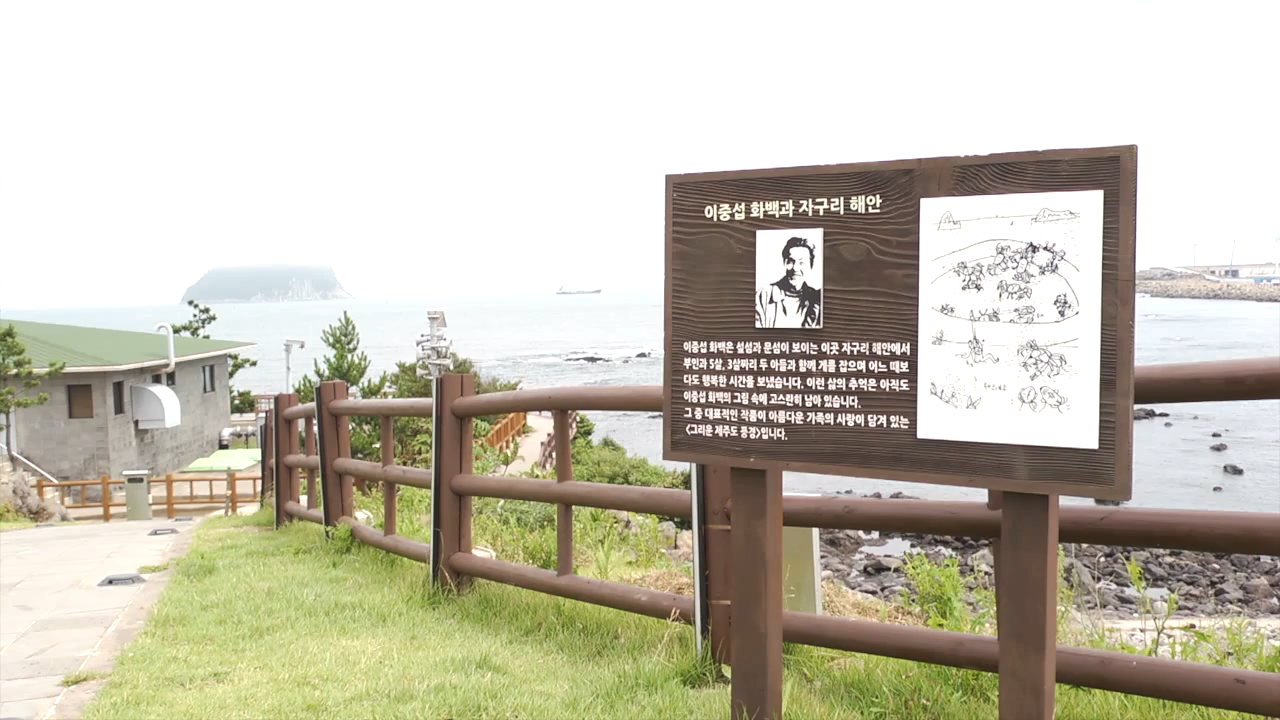 이중섭 화백과 자구리 해안
이중섭 화백은 섶섬과 문섬이 보이는 이곳 자구리 해안에서
부인과 5살, 3살짜리 두 아들과 함께 게를 잡으며 어느 때보
다도 행복한 시간을 보냈습니다. 이런 삶의 추억은 아직도
이중섭 화백의 그림 속에 고스란히 남아 있습니다.
그 중 대표적인 작품이 아름다운 가족의 사랑이 담겨 있는
<그리운 제주도 풍경>입니다.